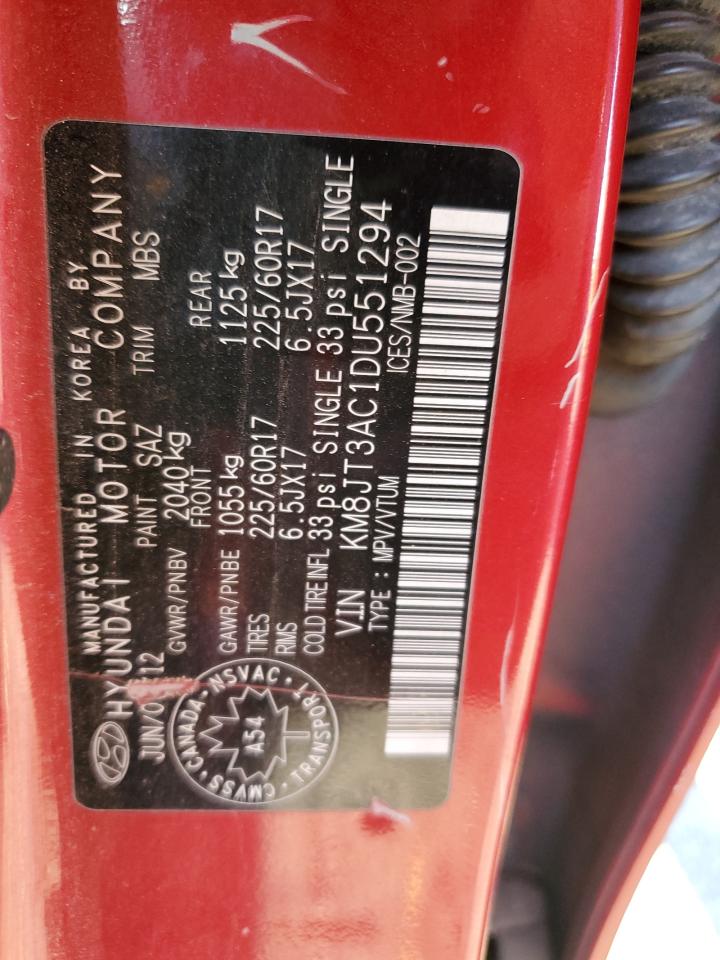 MANUFACTURED IN KOREA BY
HYUNDAI MOTOR COMPANY
PAINT SAZ TRIM MBS
GVWR/PNBV 2040kg
FRONT REAR
GAWR/PNBE 1055kg 1125kg
TIRES 225/60R17 225/60R17
RMS 6.5JX17 6.5JX17
COLD TIRE INFL 33 psi SINGLE 33 psi SINGLE
V.I.N KM8JT3AC1DU551294
TYPE : MPV/VTUM ICES/NMB-002
CANADA · NSVAC · TRANSPORT · CMVSS
A54